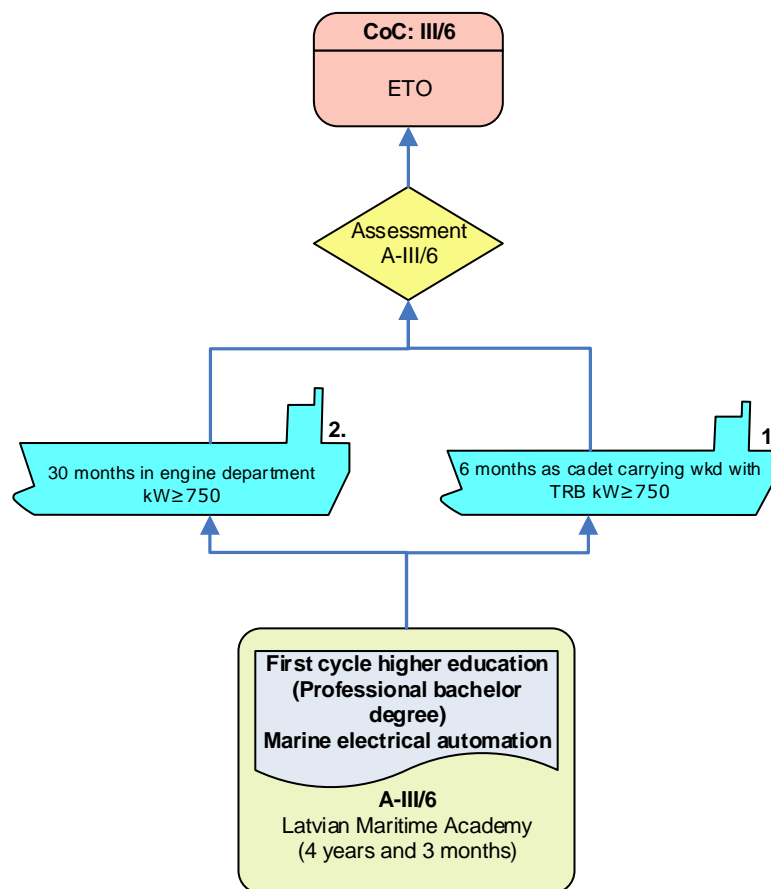 CoC: III/6
ETO
Assessment
A-III/6
2.
30 months in engine department
kW≥750
1
6 months as cadet carrying wkd with
TRB kW≥750
First cycle higher education
(Professional bachelor
degree)
Marine electrical automation
A-III/6
Latvian Maritime Academy
(4 years and 3 months)